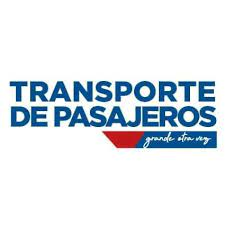 TRANSPORTE
DE PASAJEROS
grande otra vez